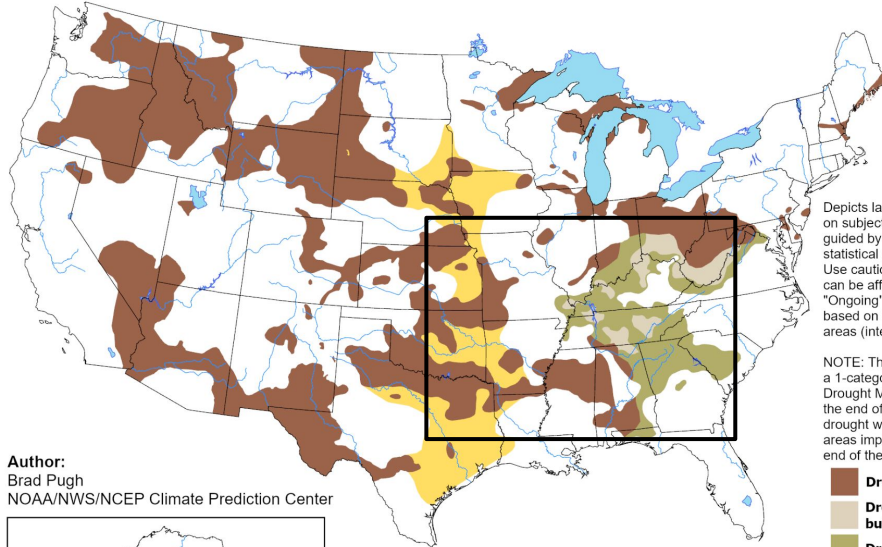 Depicts la
on subject
guided by
statistical
Use cautio
can be affe
"Ongoing"
based on
areas (inte
NOTE: Th
a 1-catego
Drought M
the end of
drought w
areas imp
end of the
Author:
Brad Pugh
NOAA/NWS/NCEP Climate Prediction Center
Dr
Dr
bu